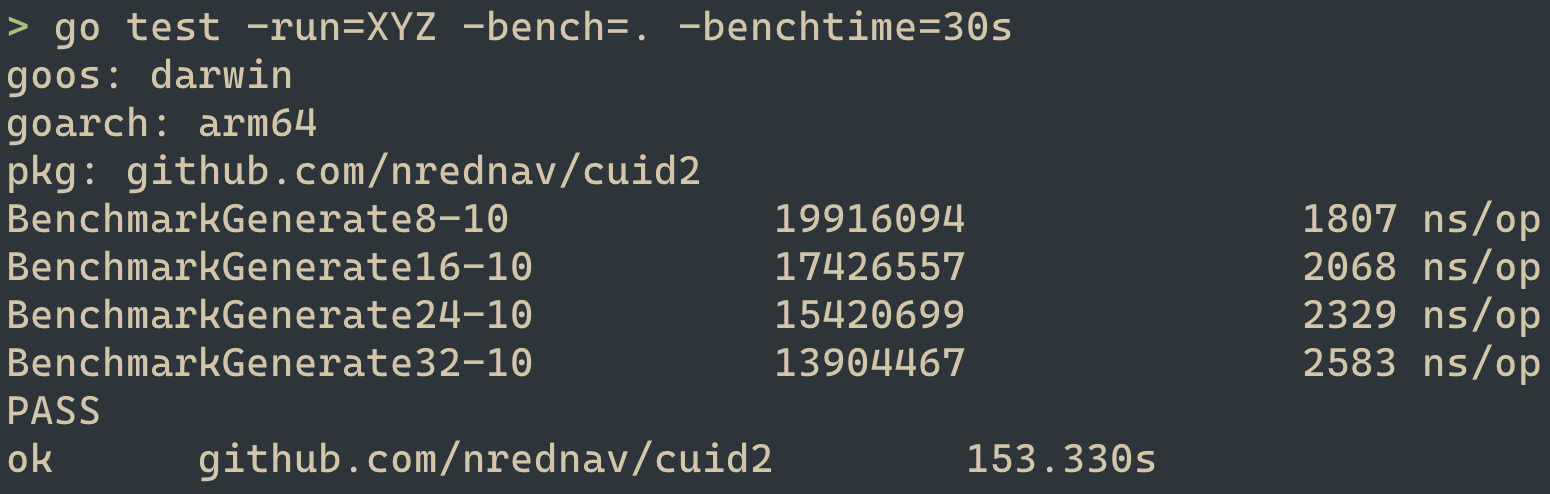 > go test -run=XYZ -bench=. -benchtime=30s
goos: darwin
goarch: arm64
pkg: github.com/nrednav/cuid2
BenchmarkGenerate8-10 19916094 1807 ns/op
BenchmarkGenerate16-10 17426557 2068 ns/op
BenchmarkGenerate24-10 15420699 2329 ns/op
BenchmarkGenerate32-10 13904467 2583 ns/op
PASS
ok github.com/nrednav/cuid2 153.330s